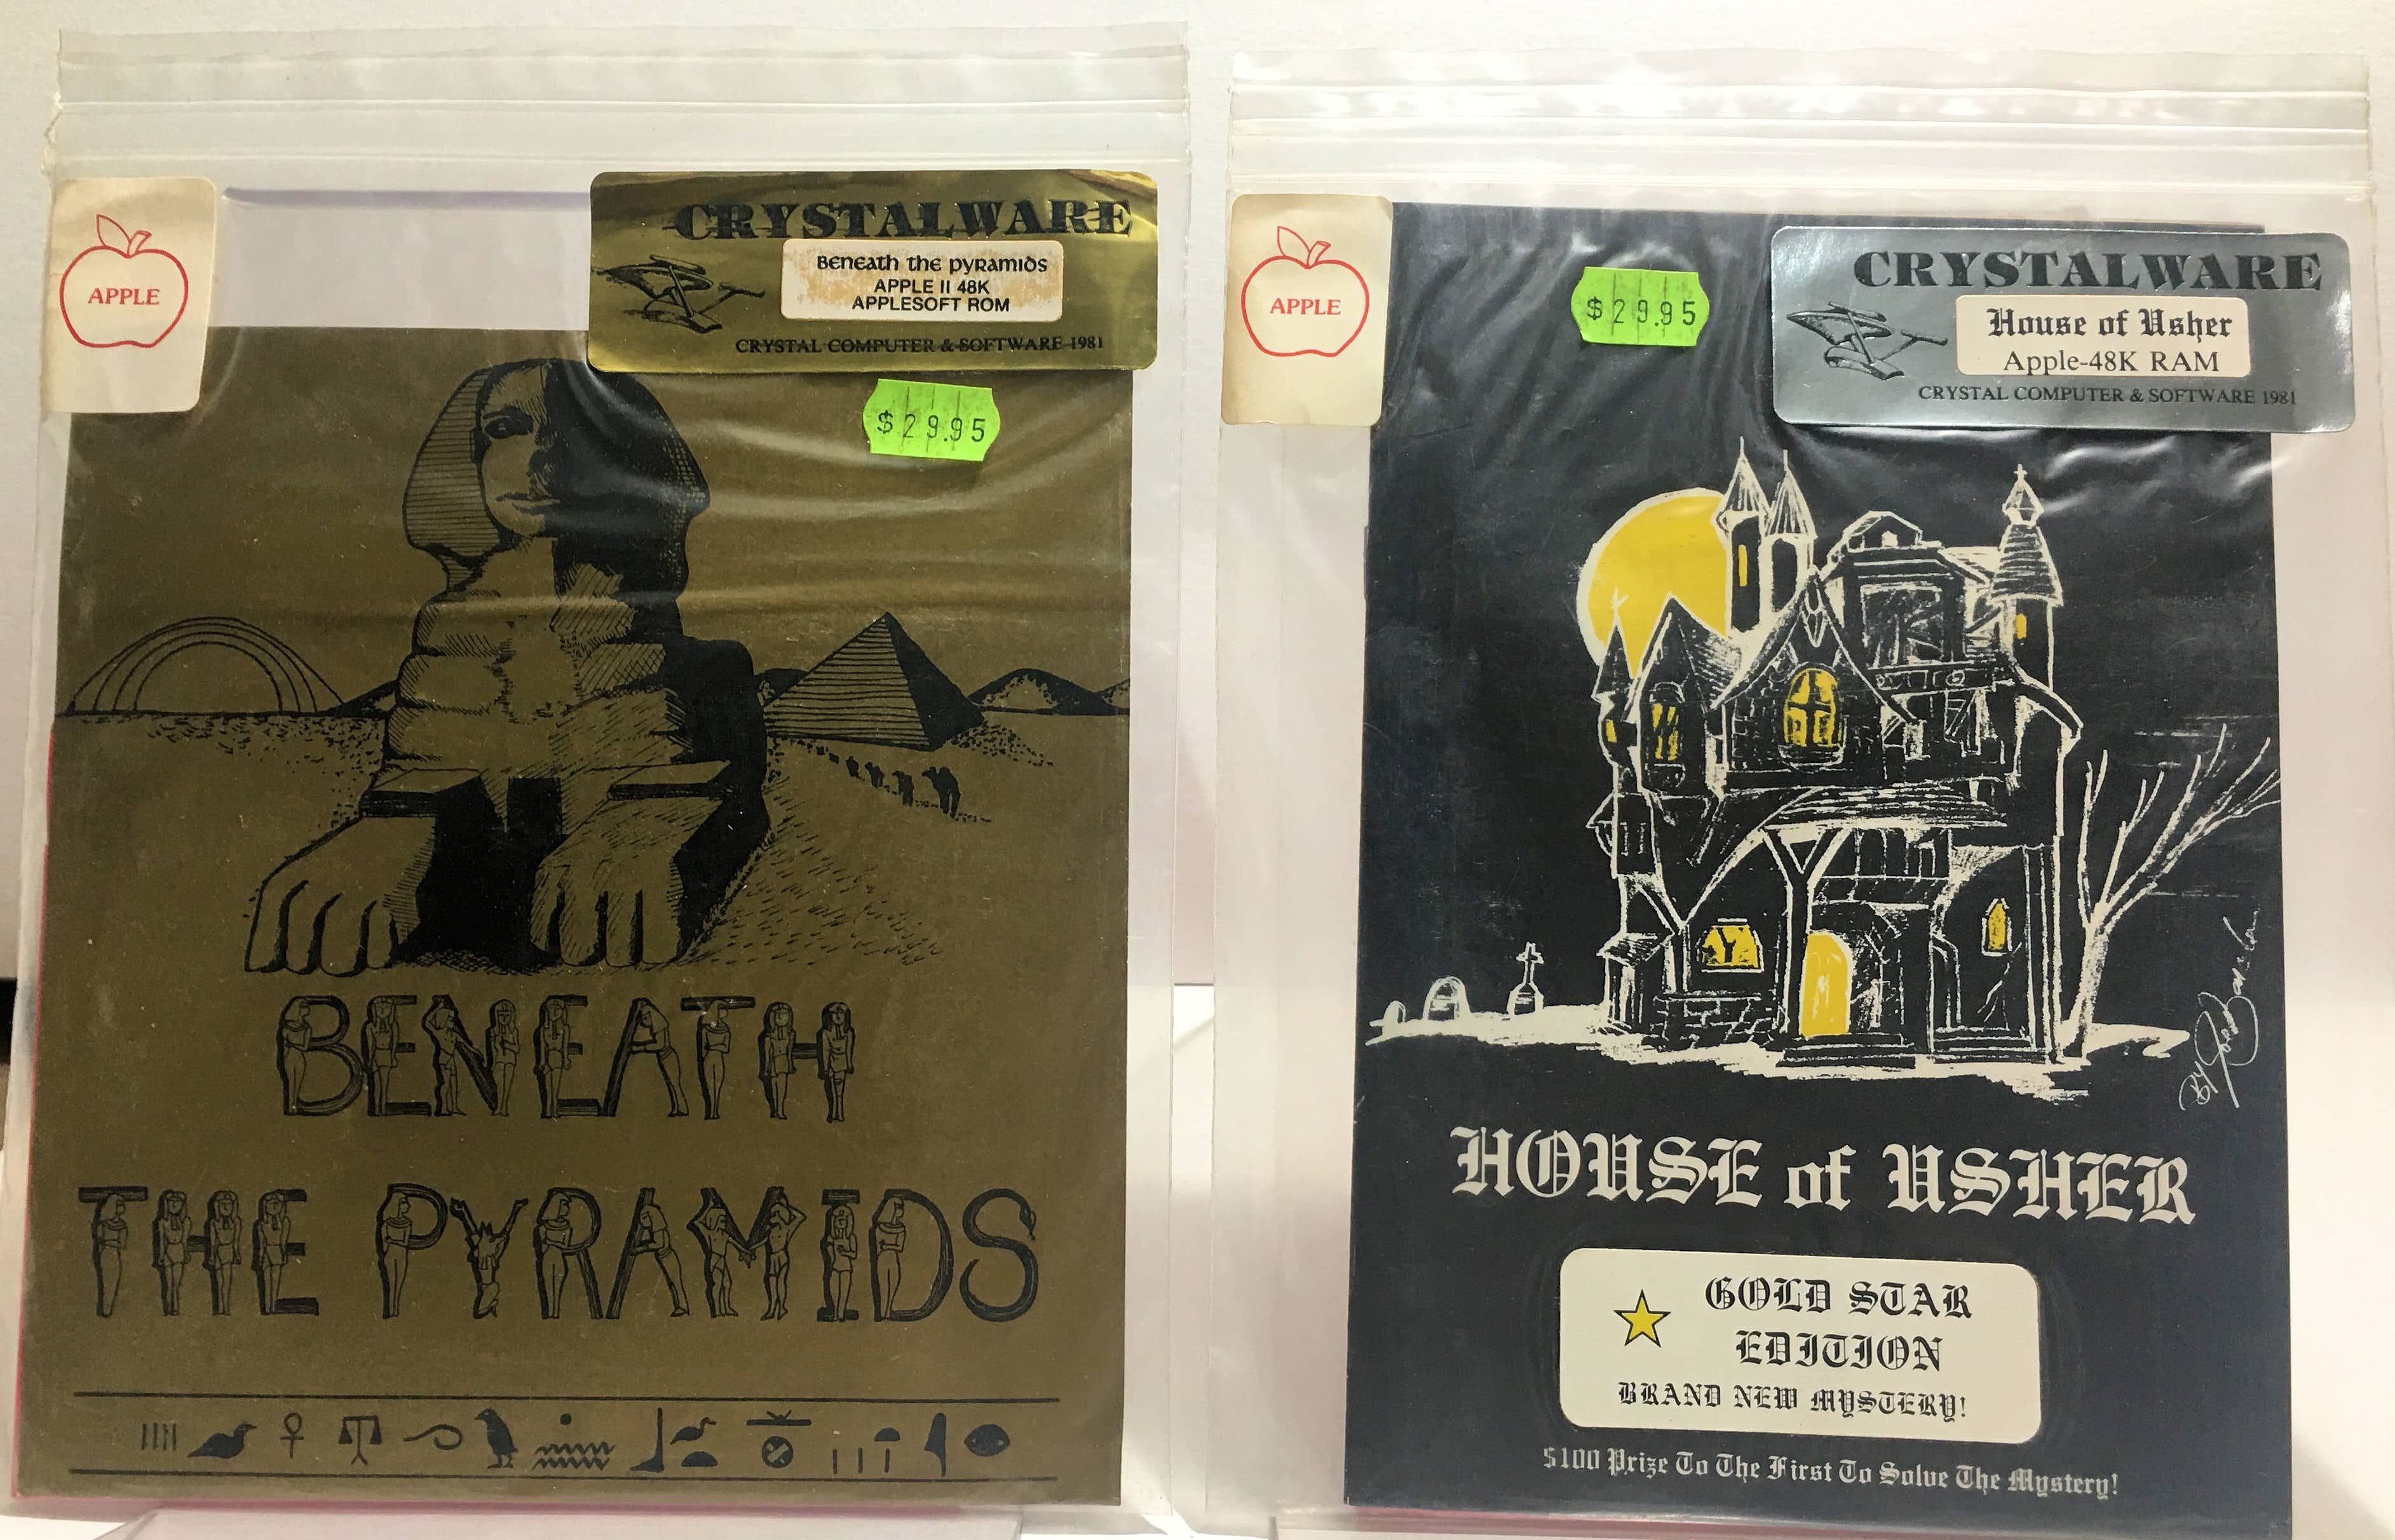 APPLE
CRYSTALWARE
Beneath the pyramids
APPLE II 48K
APPLESOFT ROM
CRYSTAL COMPUTER & SOFTWARE 1981
$29.95
BENEATH
THE PYRAMIDS
APPLE
$29.95
CRYSTALWARE
House of Usher
Apple-48K RAM
CRYSTAL COMPUTER & SOFTWARE 1981
BY
HOUSE of USHER
GOLD STAR
EDITION
BRAND NEW MYSTERY!
$100 Prize To The First To Solve The Mystery!